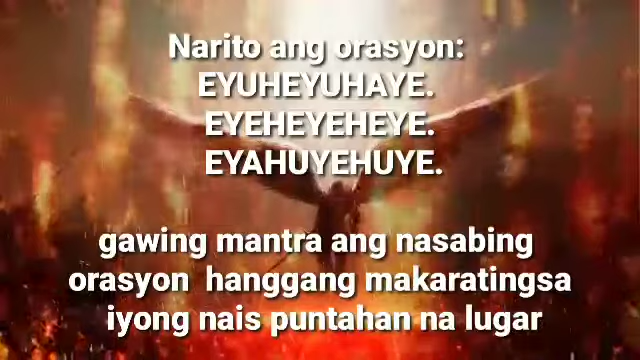 Narito ang orasyon:
EYUHEYUHAYE.
EYEHEYEHEYE.
EYAHUYEHUYE.
gawing mantra ang nasabing
orasyon hanggang makaratingsa
iyong nais puntahan na lugar